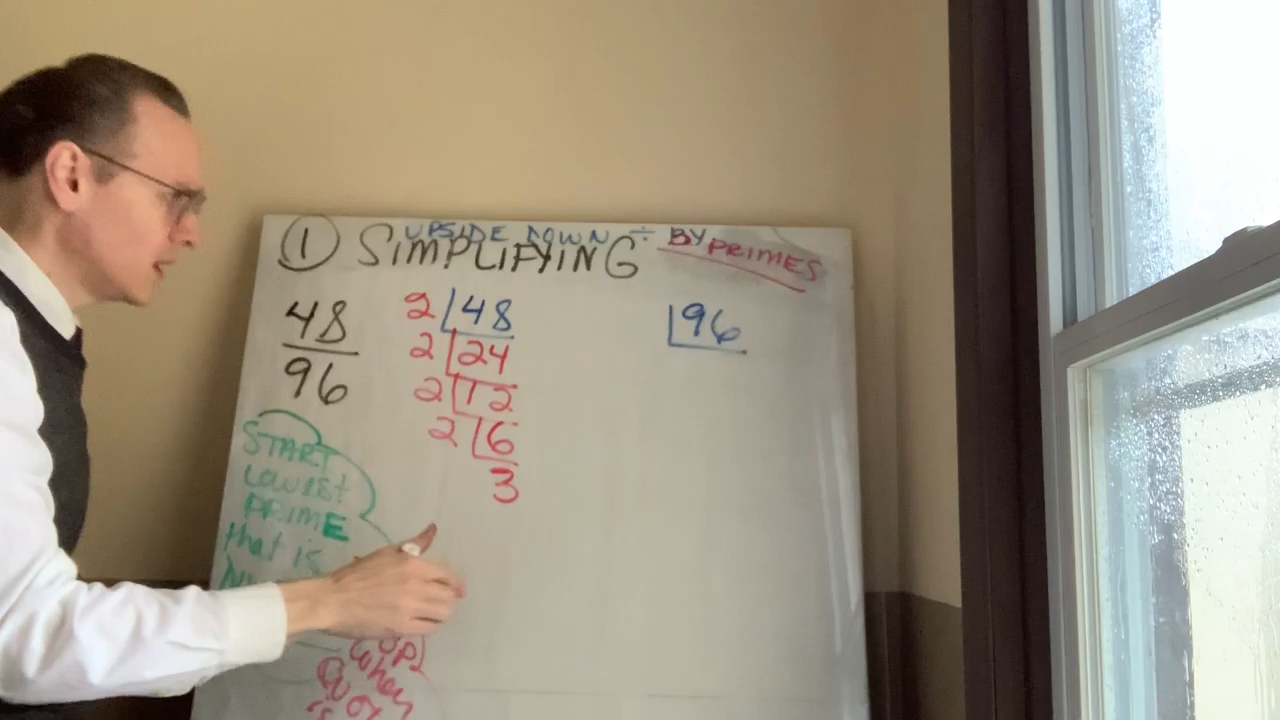 ① SIMPLIFYING
UPSIDE DOWN ÷ BY PRIMES
48
96
2 48
2 24
2 12
2 6
3
96
START
LOWEST
PRIME
that is
when